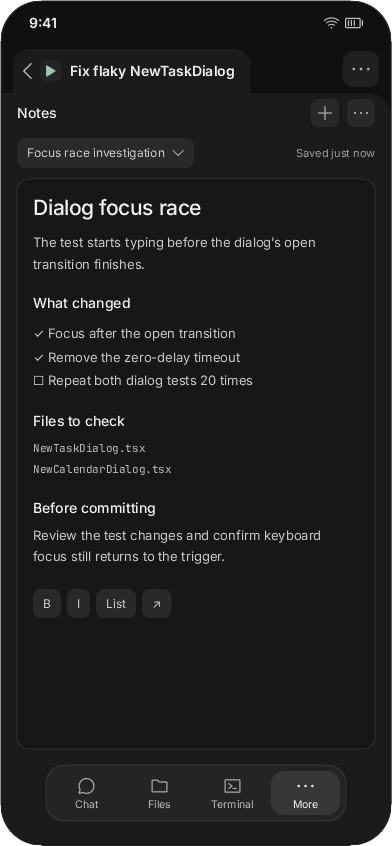 9:41
Fix flaky NewTaskDialog
Notes
Focus race investigation
Saved just now
Dialog focus race
The test starts typing before the dialog's open
transition finishes.
What changed
✓ Focus after the open transition
✓ Remove the zero-delay timeout
☐ Repeat both dialog tests 20 times
Files to check
NewTaskDialog.tsx
NewCalendarDialog.tsx
Before committing
Review the test changes and confirm keyboard
focus still returns to the trigger.
B I List ↗
Chat Files Terminal More